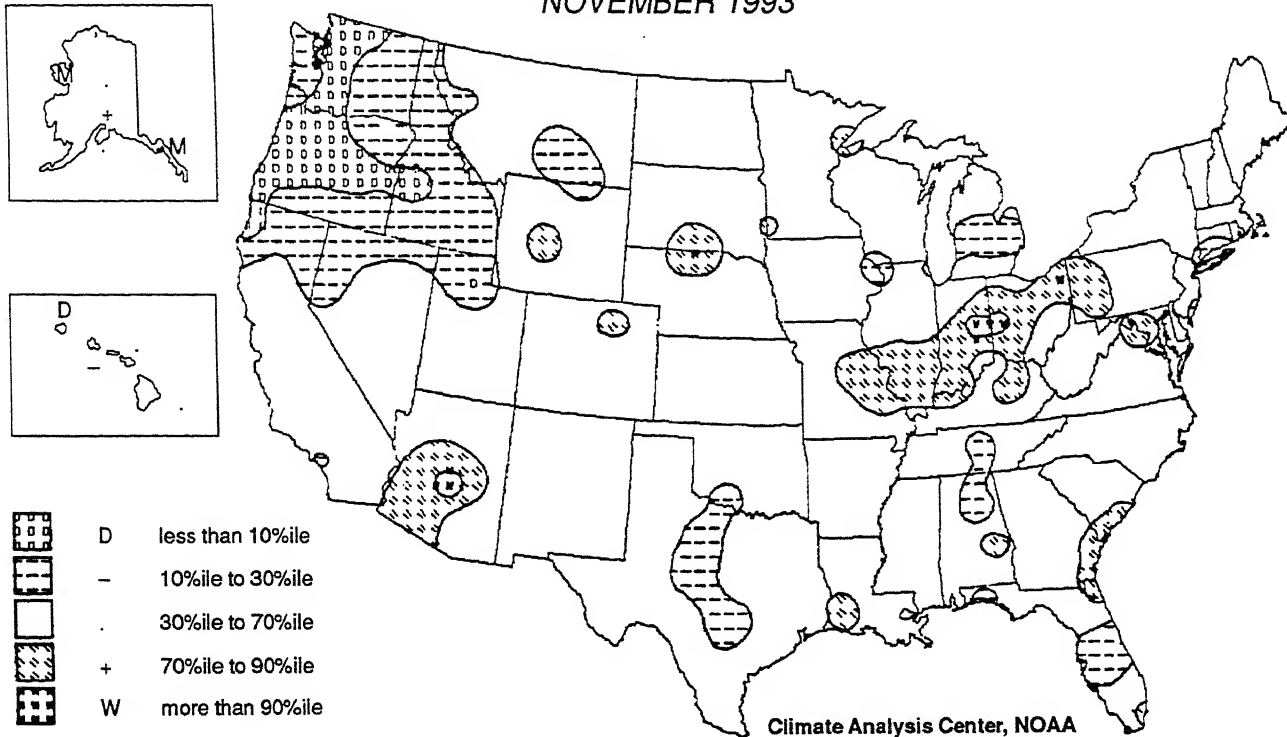 NOVEMBER 1993
M
+
M
D
.
–
.
D less than 10%ile
– 10%ile to 30%ile
. 30%ile to 70%ile
+ 70%ile to 90%ile
W more than 90%ile
Climate Analysis Center, NOAA